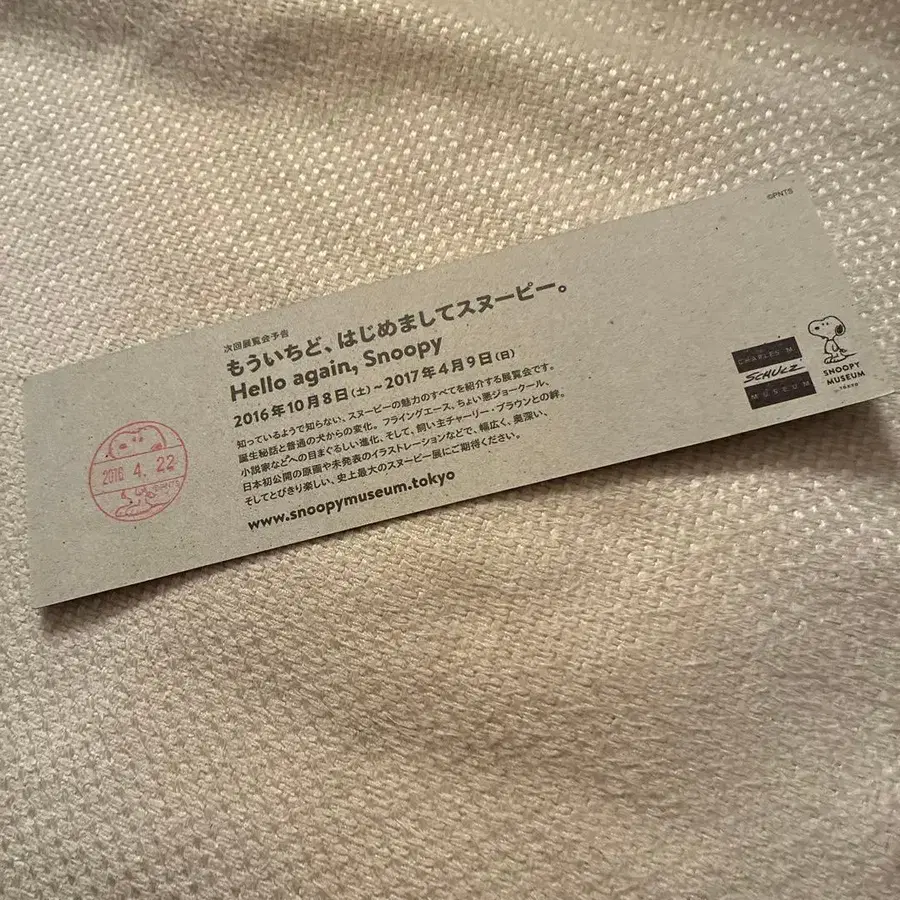 ©PNTS
次回展覧会予告
もういちど、はじめましてスヌーピー。
Hello again, Snoopy
2016年10月8日(土)~2017年4月9日(日)
知っているようで知らない、スヌーピーの魅力のすべてを紹介する展覧会です。
誕生秘話と普通の犬からの変化。フライングエース、ちょい悪ジョークール、
小説家などへの目まぐるしい進化、そして、飼い主チャーリー・ブラウンとの絆。
日本初公開の原画や未発表のイラストレーションなどで、幅広く、奥深い、
そしてとびきり楽しい、史上最大のスヌーピー展にご期待ください。
www.snoopymuseum.tokyo
2016 4.22
©PNTS
CHARLES M.
SCHULZ
MUSEUM
SNOOPY
MUSEUM
TOKYO